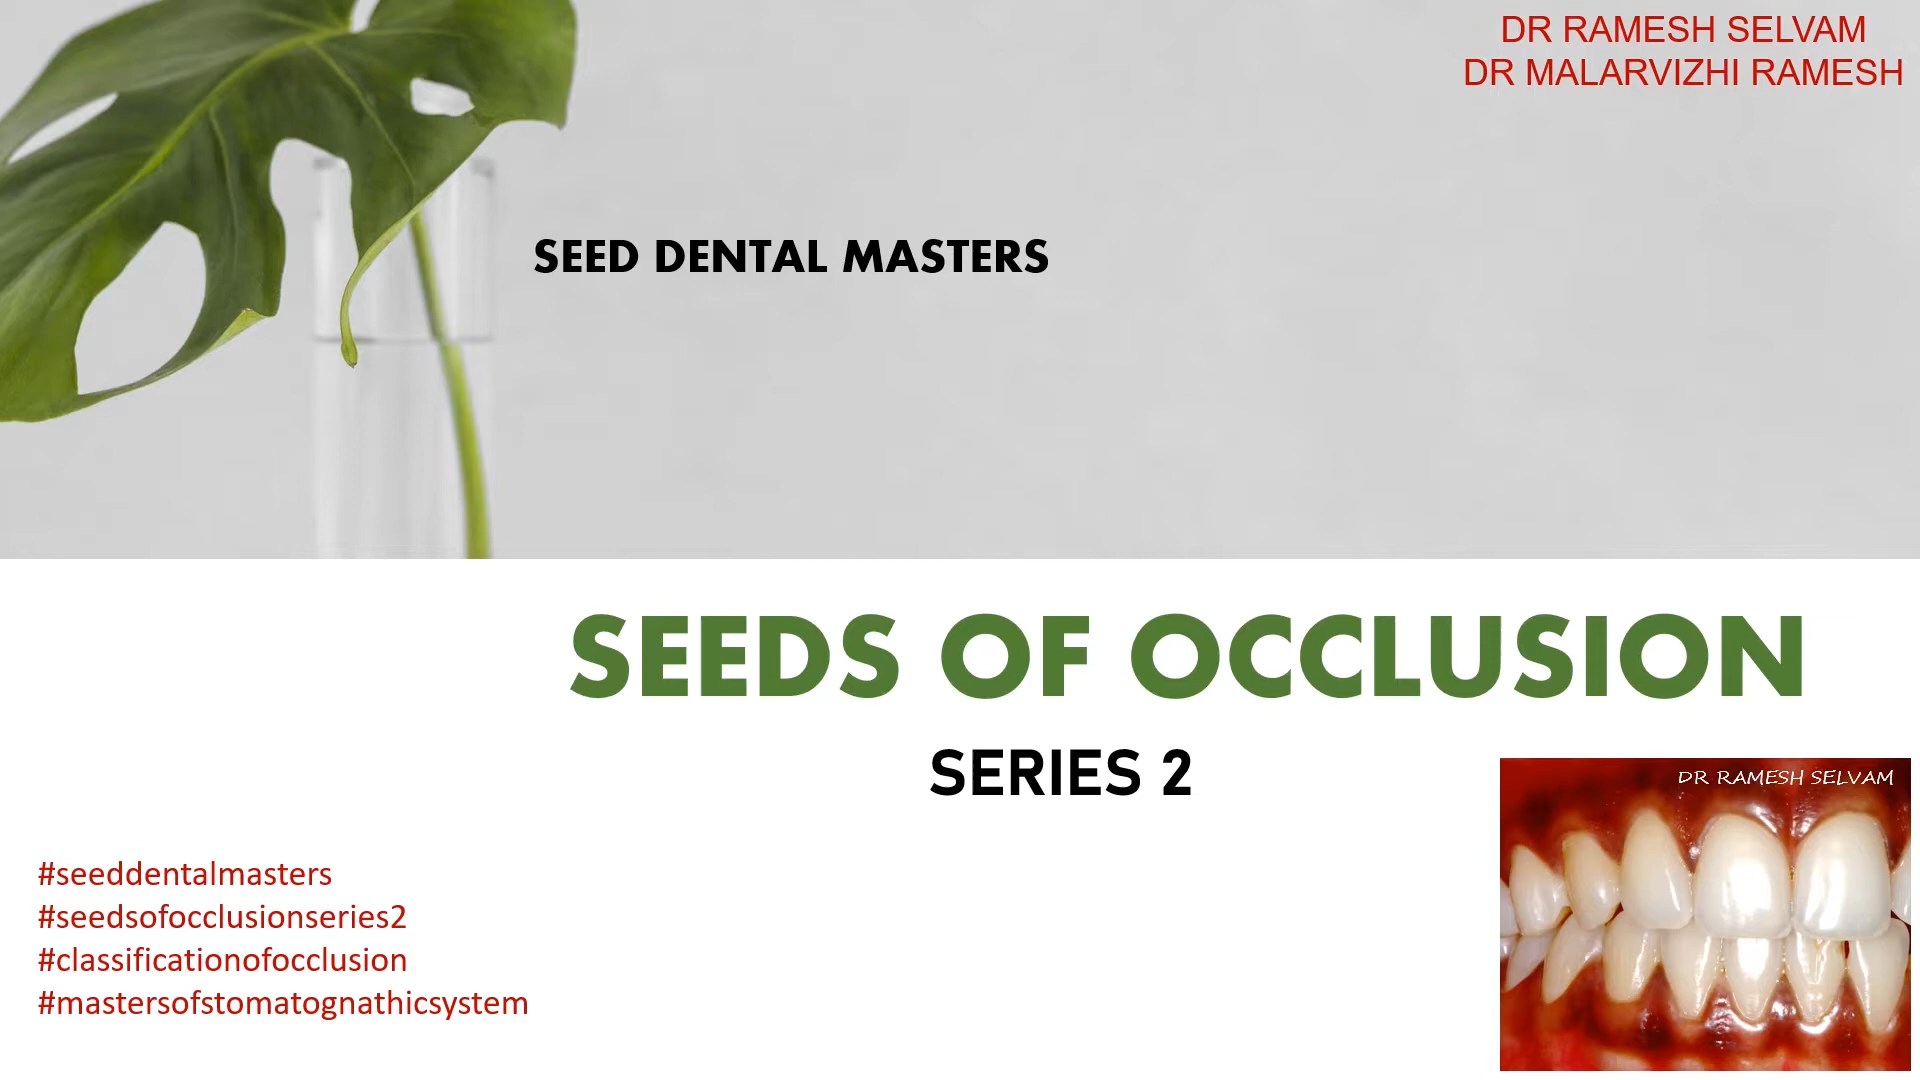 DR RAMESH SELVAM
DR MALARVIZHI RAMESH
SEED DENTAL MASTERS
SEEDS OF OCCLUSION
SERIES 2
DR RAMESH SELVAM
#seeddentalmasters
#seedsofocclusionseries2
#classificationofocclusion
#mastersofstomatognathicsystem